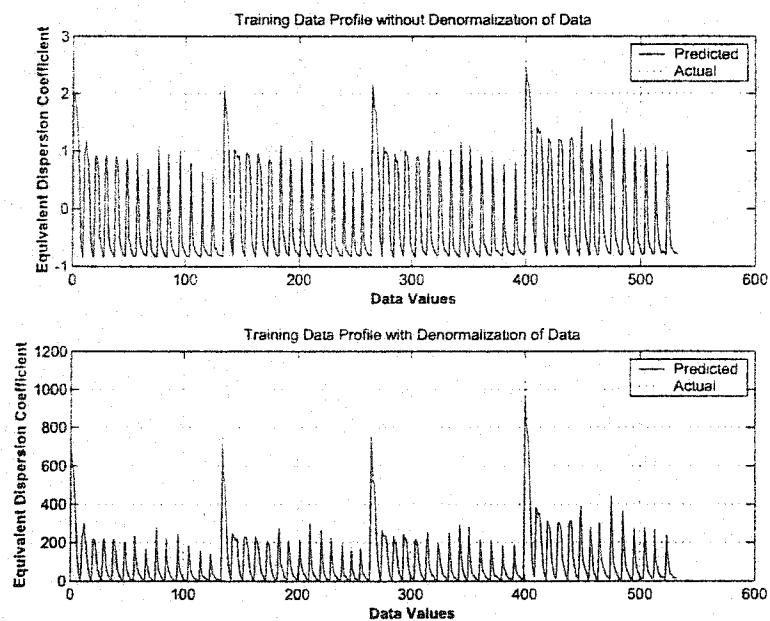 Training Data Profile without Denormalization of Data
3
2
1
0
-1
Equivalent Dispersion Coefficient
Predicted
Actual
0 100 200 300 400 500 600
Data Values
Training Data Profile with Denormalization of Data
1200
1000
800
600
400
200
0
Equivalent Dispersion Coefficient
Predicted
Actual
0 100 200 300 400 500 600
Data Values